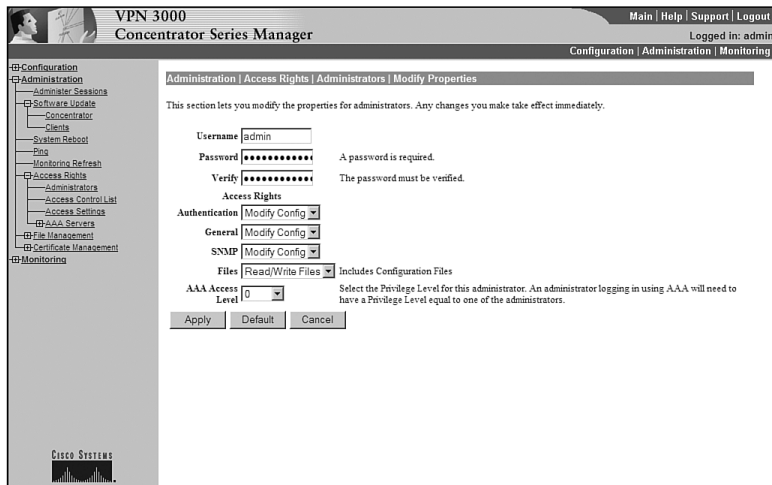 VPN 3000
Concentrator Series Manager
Main | Help | Support | Logout
Logged in: admin
Configuration | Administration | Monitoring
Configuration
Administration
Administer Sessions
Software Update
Concentrator
Clients
System Reboot
Ping
Monitoring Refresh
Access Rights
Administrators
Access Control List
Access Settings
AAA Servers
File Management
Certificate Management
Monitoring
CISCO SYSTEMS
Administration | Access Rights | Administrators | Modify Properties
This section lets you modify the properties for administrators. Any changes you make take effect immediately.
Username admin
Password ●●●●●●●●●●●● A password is required.
Verify ●●●●●●●●●●●● The password must be verified.
Access Rights
Authentication Modify Config
General Modify Config
SNMP Modify Config
Files Read/Write Files Includes Configuration Files
AAA Access Level 0 Select the Privilege Level for this administrator. An administrator logging in using AAA will need to
have a Privilege Level equal to one of the administrators.
Apply Default Cancel